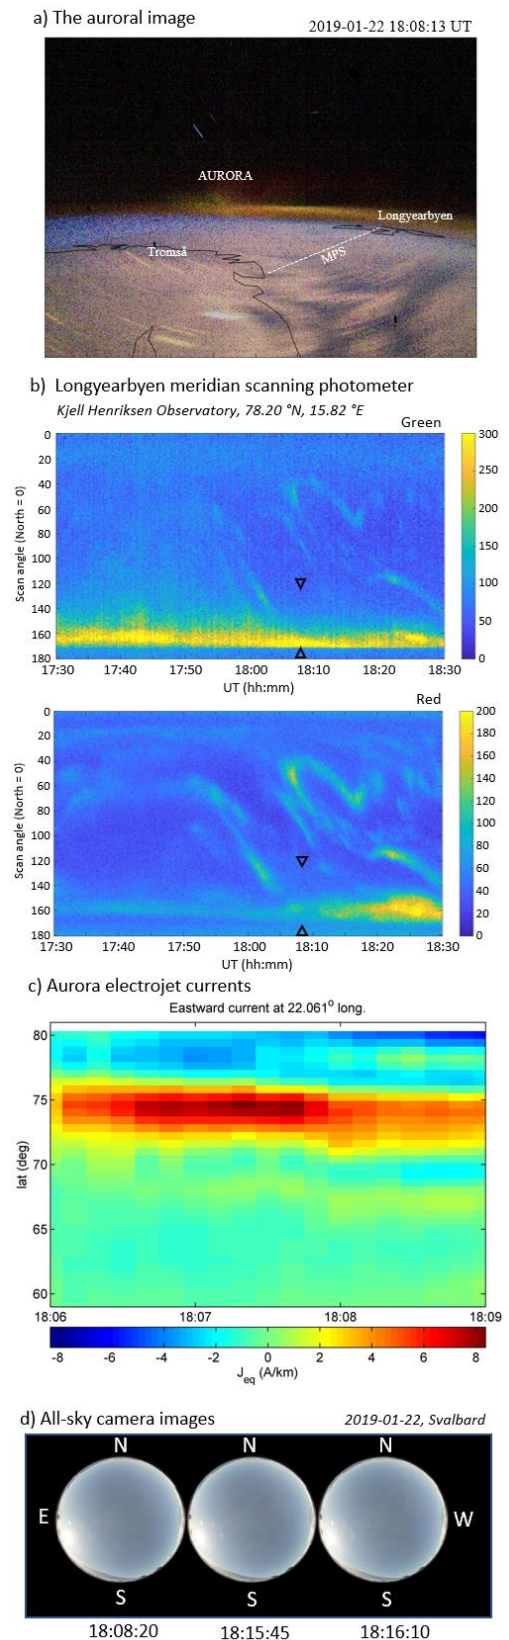 a) The auroral image
2019-01-22 18:08:13 UT
AURORA
Longyearbyen
Tromså
MPS
b) Longyearbyen meridian scanning photometer
Kjell Henriksen Observatory, 78.20 °N, 15.82 °E
Green
Scan angle (North = 0)
0
20
40
60
80
100
120
140
160
180
17:30 17:40 17:50 18:00 18:10 18:20 18:30
UT (hh:mm)
300
250
200
150
100
50
0
Red
Scan angle (North = 0)
0
20
40
60
80
100
120
140
160
180
17:30 17:40 17:50 18:00 18:10 18:20 18:30
UT (hh:mm)
200
180
160
140
120
100
80
60
40
20
0
c) Aurora electrojet currents
Eastward current at 22.061° long.
lat (deg)
80
75
70
65
60
18:06 18:07 18:08 18:09
-8 -6 -4 -2 0 2 4 6 8
Jeq (A/km)
d) All-sky camera images
2019-01-22, Svalbard
N N N
E W
S S S
18:08:20 18:15:45 18:16:10